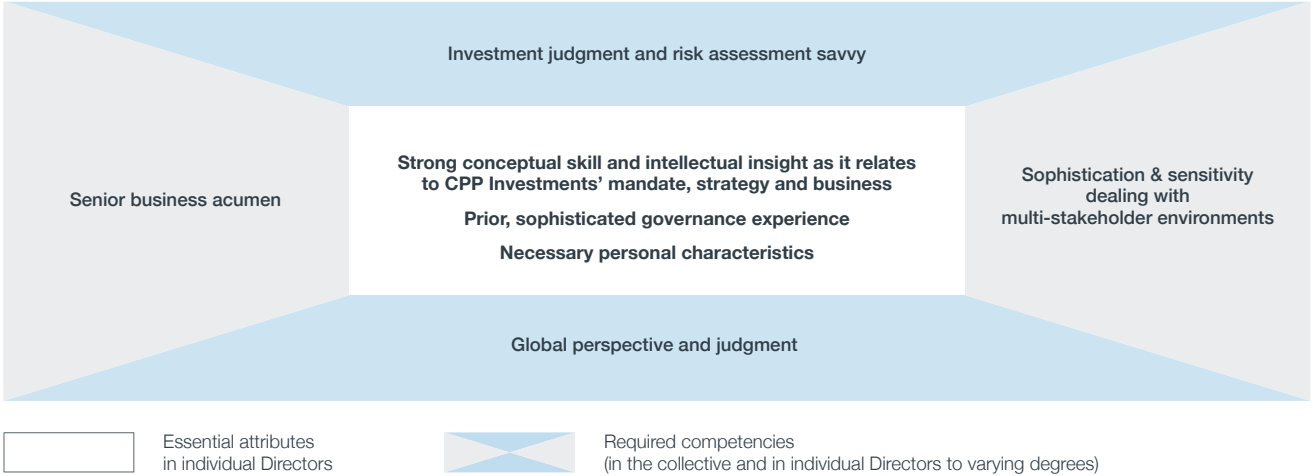 Investment judgment and risk assessment savvy
Senior business acumen
Strong conceptual skill and intellectual insight as it relates
to CPP Investments’ mandate, strategy and business
Prior, sophisticated governance experience
Necessary personal characteristics
Sophistication & sensitivity
dealing with
multi-stakeholder environments
Global perspective and judgment
Essential attributes
in individual Directors
Required competencies
(in the collective and in individual Directors to varying degrees)